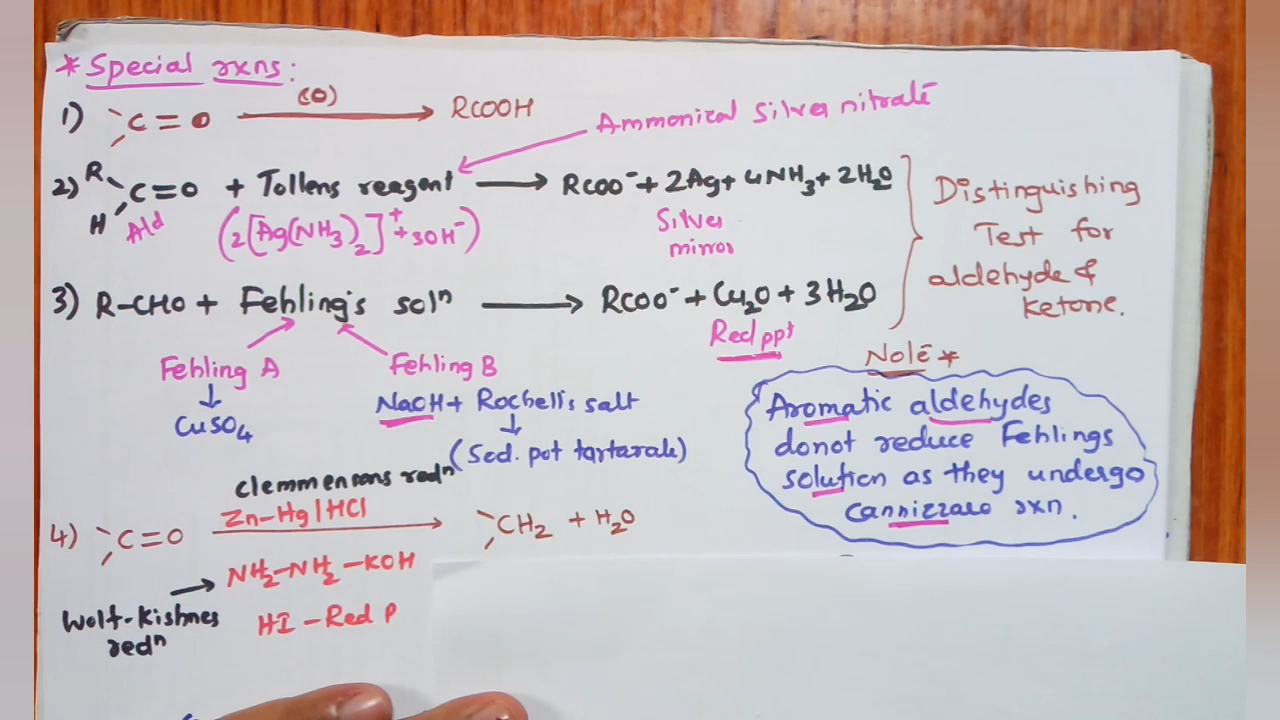 * Special rxns:
1) C=O (O) → RCOOH
Ammonical Silver nitrate
2) R H C=O + Tollens reagent → RCOO⁻ + 2Ag + 4NH₃ + 2H₂O
Ald (2[Ag(NH₃)₂]⁺ + 3OH⁻)
Silver
mirror
Distinguishing
Test for
aldehyde &
ketone.
3) R-CHO + Fehling's solⁿ → RCOO⁻ + Cu₂O + 3H₂O
Red ppt
Fehling A
↓
CuSO₄
Fehling B
NaOH + Rochell's salt
↓
(Sod. pot tartarate)
Note *
Aromatic aldehydes
donot reduce Fehlings
solution as they undergo
cannizzaro rxn.
clemmensons redⁿ
4) C=O Zn-Hg/HCl → CH₂ + H₂O
NH₂-NH₂-KOH
Wolf-Kishnes
redⁿ
HI - Red P